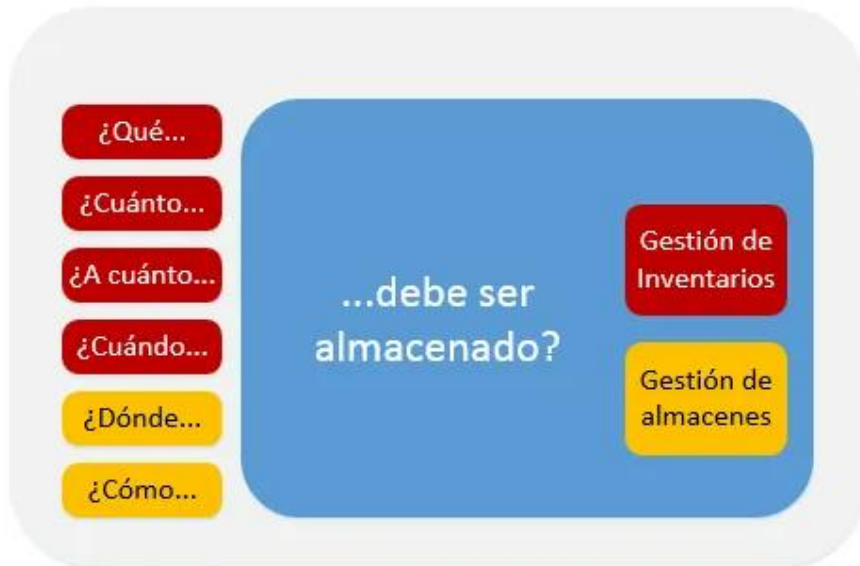 ¿Qué...
¿Cuánto...
¿A cuánto...
¿Cuándo...
¿Dónde...
¿Cómo...
...debe ser
almacenado?
Gestión de
Inventarios
Gestión de
almacenes